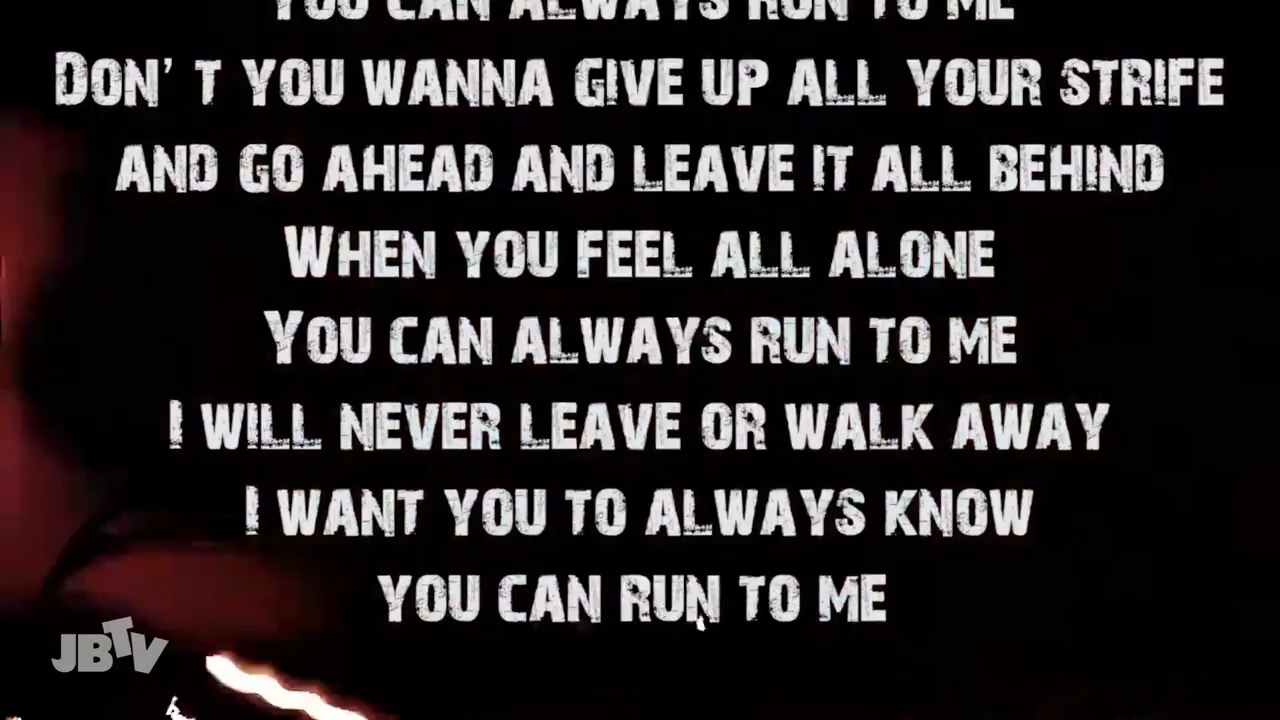 YOU CAN ALWAYS RUN TO ME
DON' T YOU WANNA GIVE UP ALL YOUR STRIFE
AND GO AHEAD AND LEAVE IT ALL BEHIND
WHEN YOU FEEL ALL ALONE
YOU CAN ALWAYS RUN TO ME
I WILL NEVER LEAVE OR WALK AWAY
I WANT YOU TO ALWAYS KNOW
YOU CAN RUN TO ME
JBTV